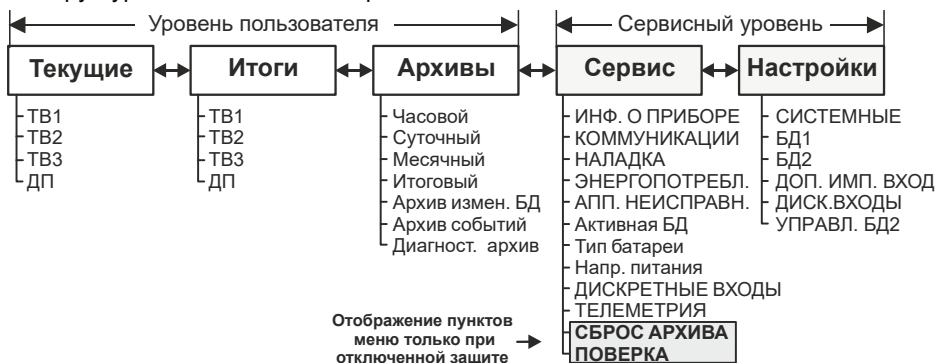 Уровень пользователя
Сервисный уровень
Текущие
Итоги
Архивы
Сервис
Настройки
ТВ1
ТВ2
ТВ3
ДП
ТВ1
ТВ2
ТВ3
ДП
Часовой
Суточный
Месячный
Итоговый
Архив измен. БД
Архив событий
Диагност. архив
ИНФ. О ПРИБОРЕ
КОММУНИКАЦИИ
НАЛАДКА
ЭНЕРГОПОТРЕБЛ.
АПП. НЕИСПРАВН.
Активная БД
Тип батареи
Напр. питания
ДИСКРЕТНЫЕ ВХОДЫ
ТЕЛЕМЕТРИЯ
СБРОС АРХИВА
ПОВЕРКА
СИСТЕМНЫЕ
БД1
БД2
ДОП. ИМП. ВХОД
ДИСК.ВХОДЫ
УПРАВЛ. БД2
Отображение пунктов
меню только при
отключенной защите